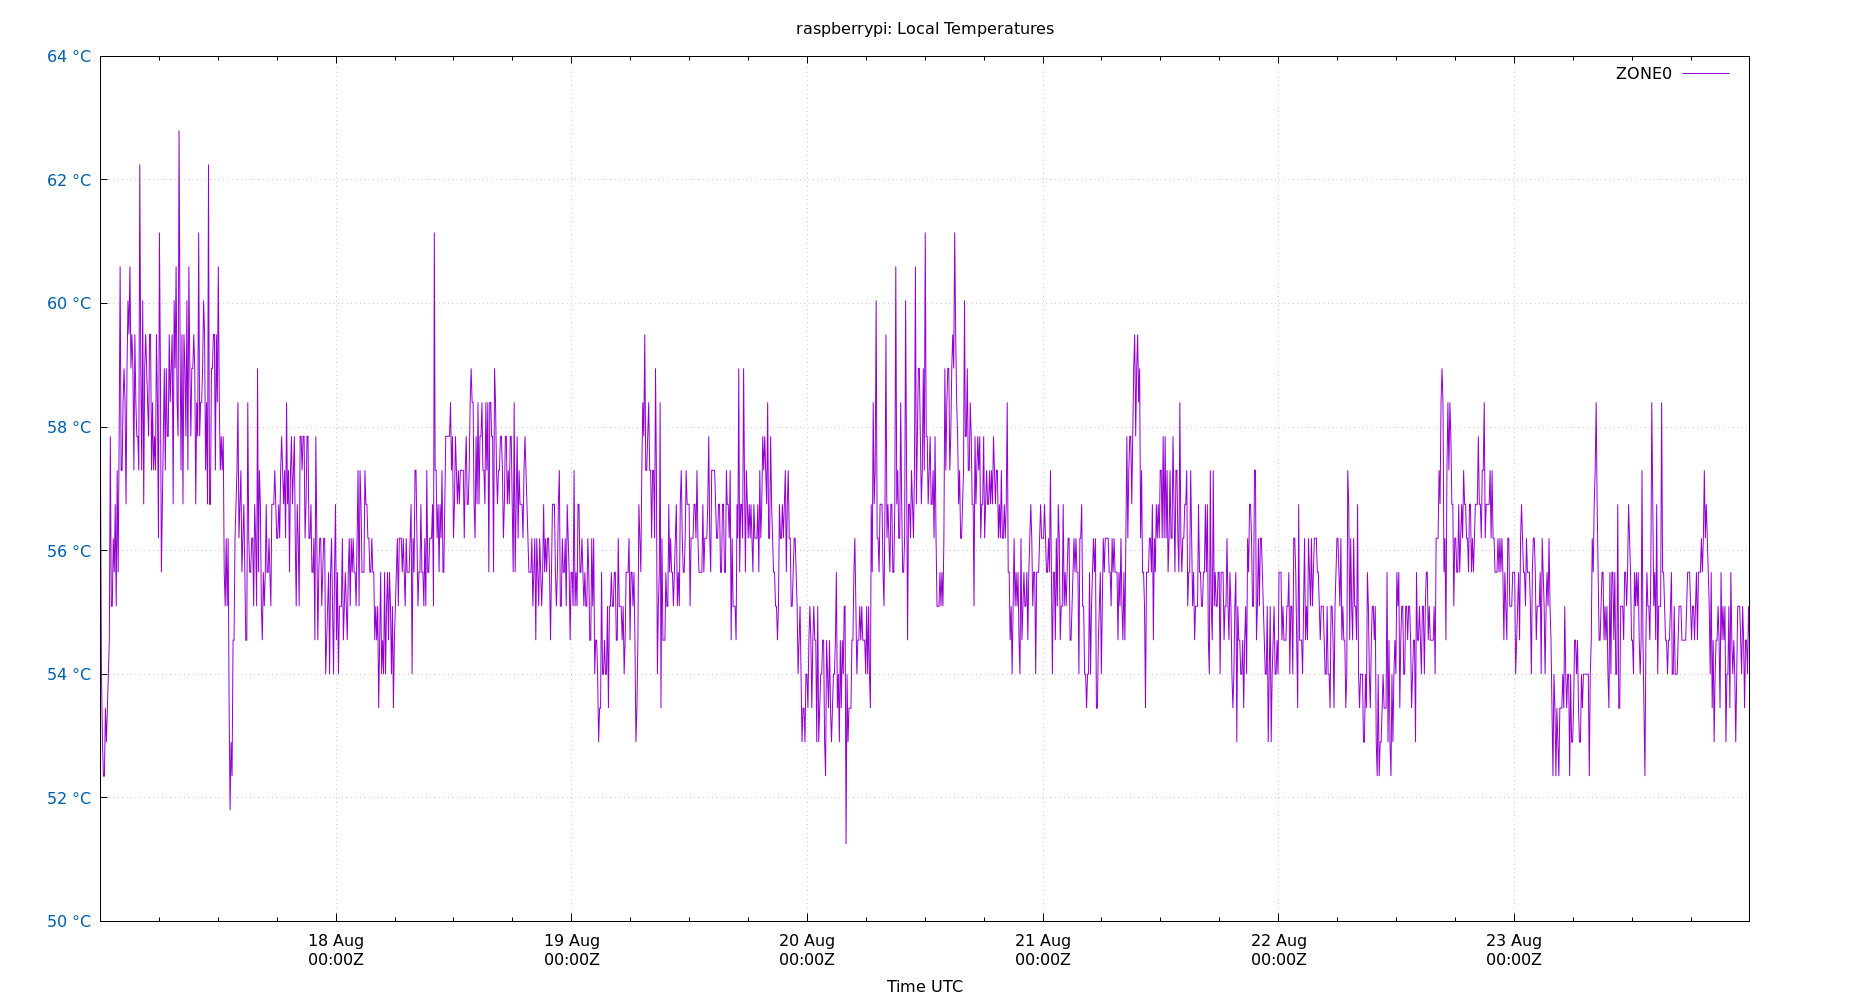 raspberrypi: Local Temperatures
64 °C
ZONE0
62 °C
60 °C
58 °C
56 °C
54 °C
52 °C
50 °C
18 Aug 19 Aug 20 Aug 21 Aug 22 Aug 23 Aug
00:00Z 00:00Z 00:00Z 00:00Z 00:00Z 00:00Z
Time UTC